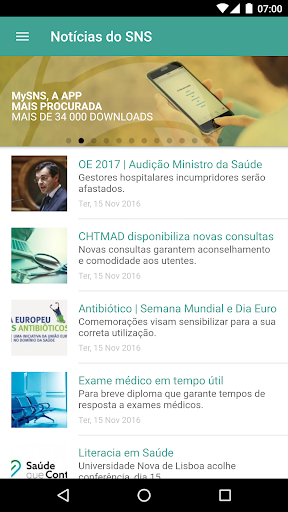 07:00
Notícias do SNS
MySNS, A APP
MAIS PROCURADA
MAIS DE 34 000 DOWNLOADS
OE 2017 | Audição Ministro da Saúde
Gestores hospitalares incumpridores serão
afastados.
Ter, 15 Nov 2016
CHTMAD disponibiliza novas consultas
Novas consultas garantem aconselhamento
e comodidade aos utentes.
Ter, 15 Nov 2016
A EUROPEU
S ANTIBIÓTICOS
UMA INICIATIVA DA UNIÃO EUR
NO DOMÍNIO DA SAÚDE
Antibiótico | Semana Mundial e Dia Euro
Comemorações visam sensibilizar para a sua
correta utilização.
Ter, 15 Nov 2016
Exame médico em tempo útil
Para breve diploma que garante tempos de
resposta a exames médicos.
Ter, 15 Nov 2016
Saúde
que Cont
Literacia em Saúde
Universidade Nova de Lisboa acolhe
conferência, dia 15